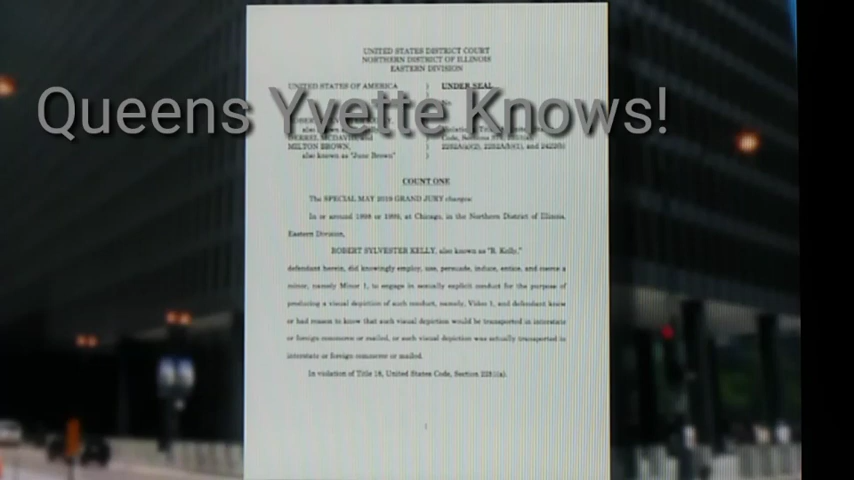 UNITED STATES DISTRICT COURT
NORTHERN DISTRICT OF ILLINOIS
EASTERN DIVISION
UNITED STATES OF AMERICA ) UNDER SEAL
Queens Yvette Knows!
MILTON BROWN,
also known as "June Brown" )
COUNT ONE
The SPECIAL MAY 2019 GRAND JURY charges:
In or around 1998 or 1999, at Chicago, in the Northern District of Illinois,
Eastern Division,
ROBERT SYLVESTER KELLY, also known as "R. Kelly,"
defendant herein, did knowingly employ, use, persuade, induce, entice, and coerce a
minor, namely Minor 1, to engage in sexually explicit conduct for the purpose of
producing a visual depiction of such conduct, namely, Video 1, and defendant knew
or had reason to know that such visual depiction would be transported in interstate
or foreign commerce or mailed, or such visual depiction was actually transported in
interstate or foreign commerce or mailed.
In violation of Title 18, United States Code, Section 2251(a).
1